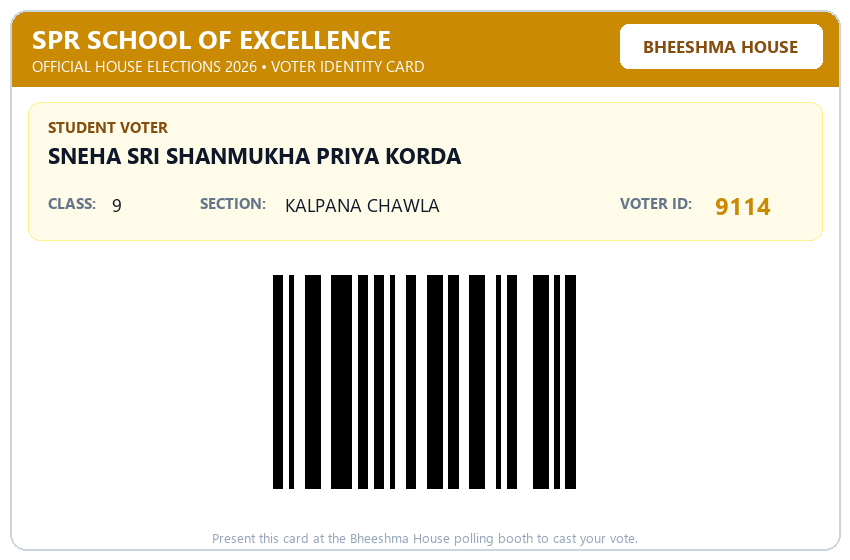 SPR SCHOOL OF EXCELLENCE
OFFICIAL HOUSE ELECTIONS 2026 • VOTER IDENTITY CARD
BHEESHMA HOUSE
STUDENT VOTER
SNEHA SRI SHANMUKHA PRIYA KORDA
CLASS: 9 SECTION: KALPANA CHAWLA VOTER ID: 9114
Present this card at the Bheeshma House polling booth to cast your vote.